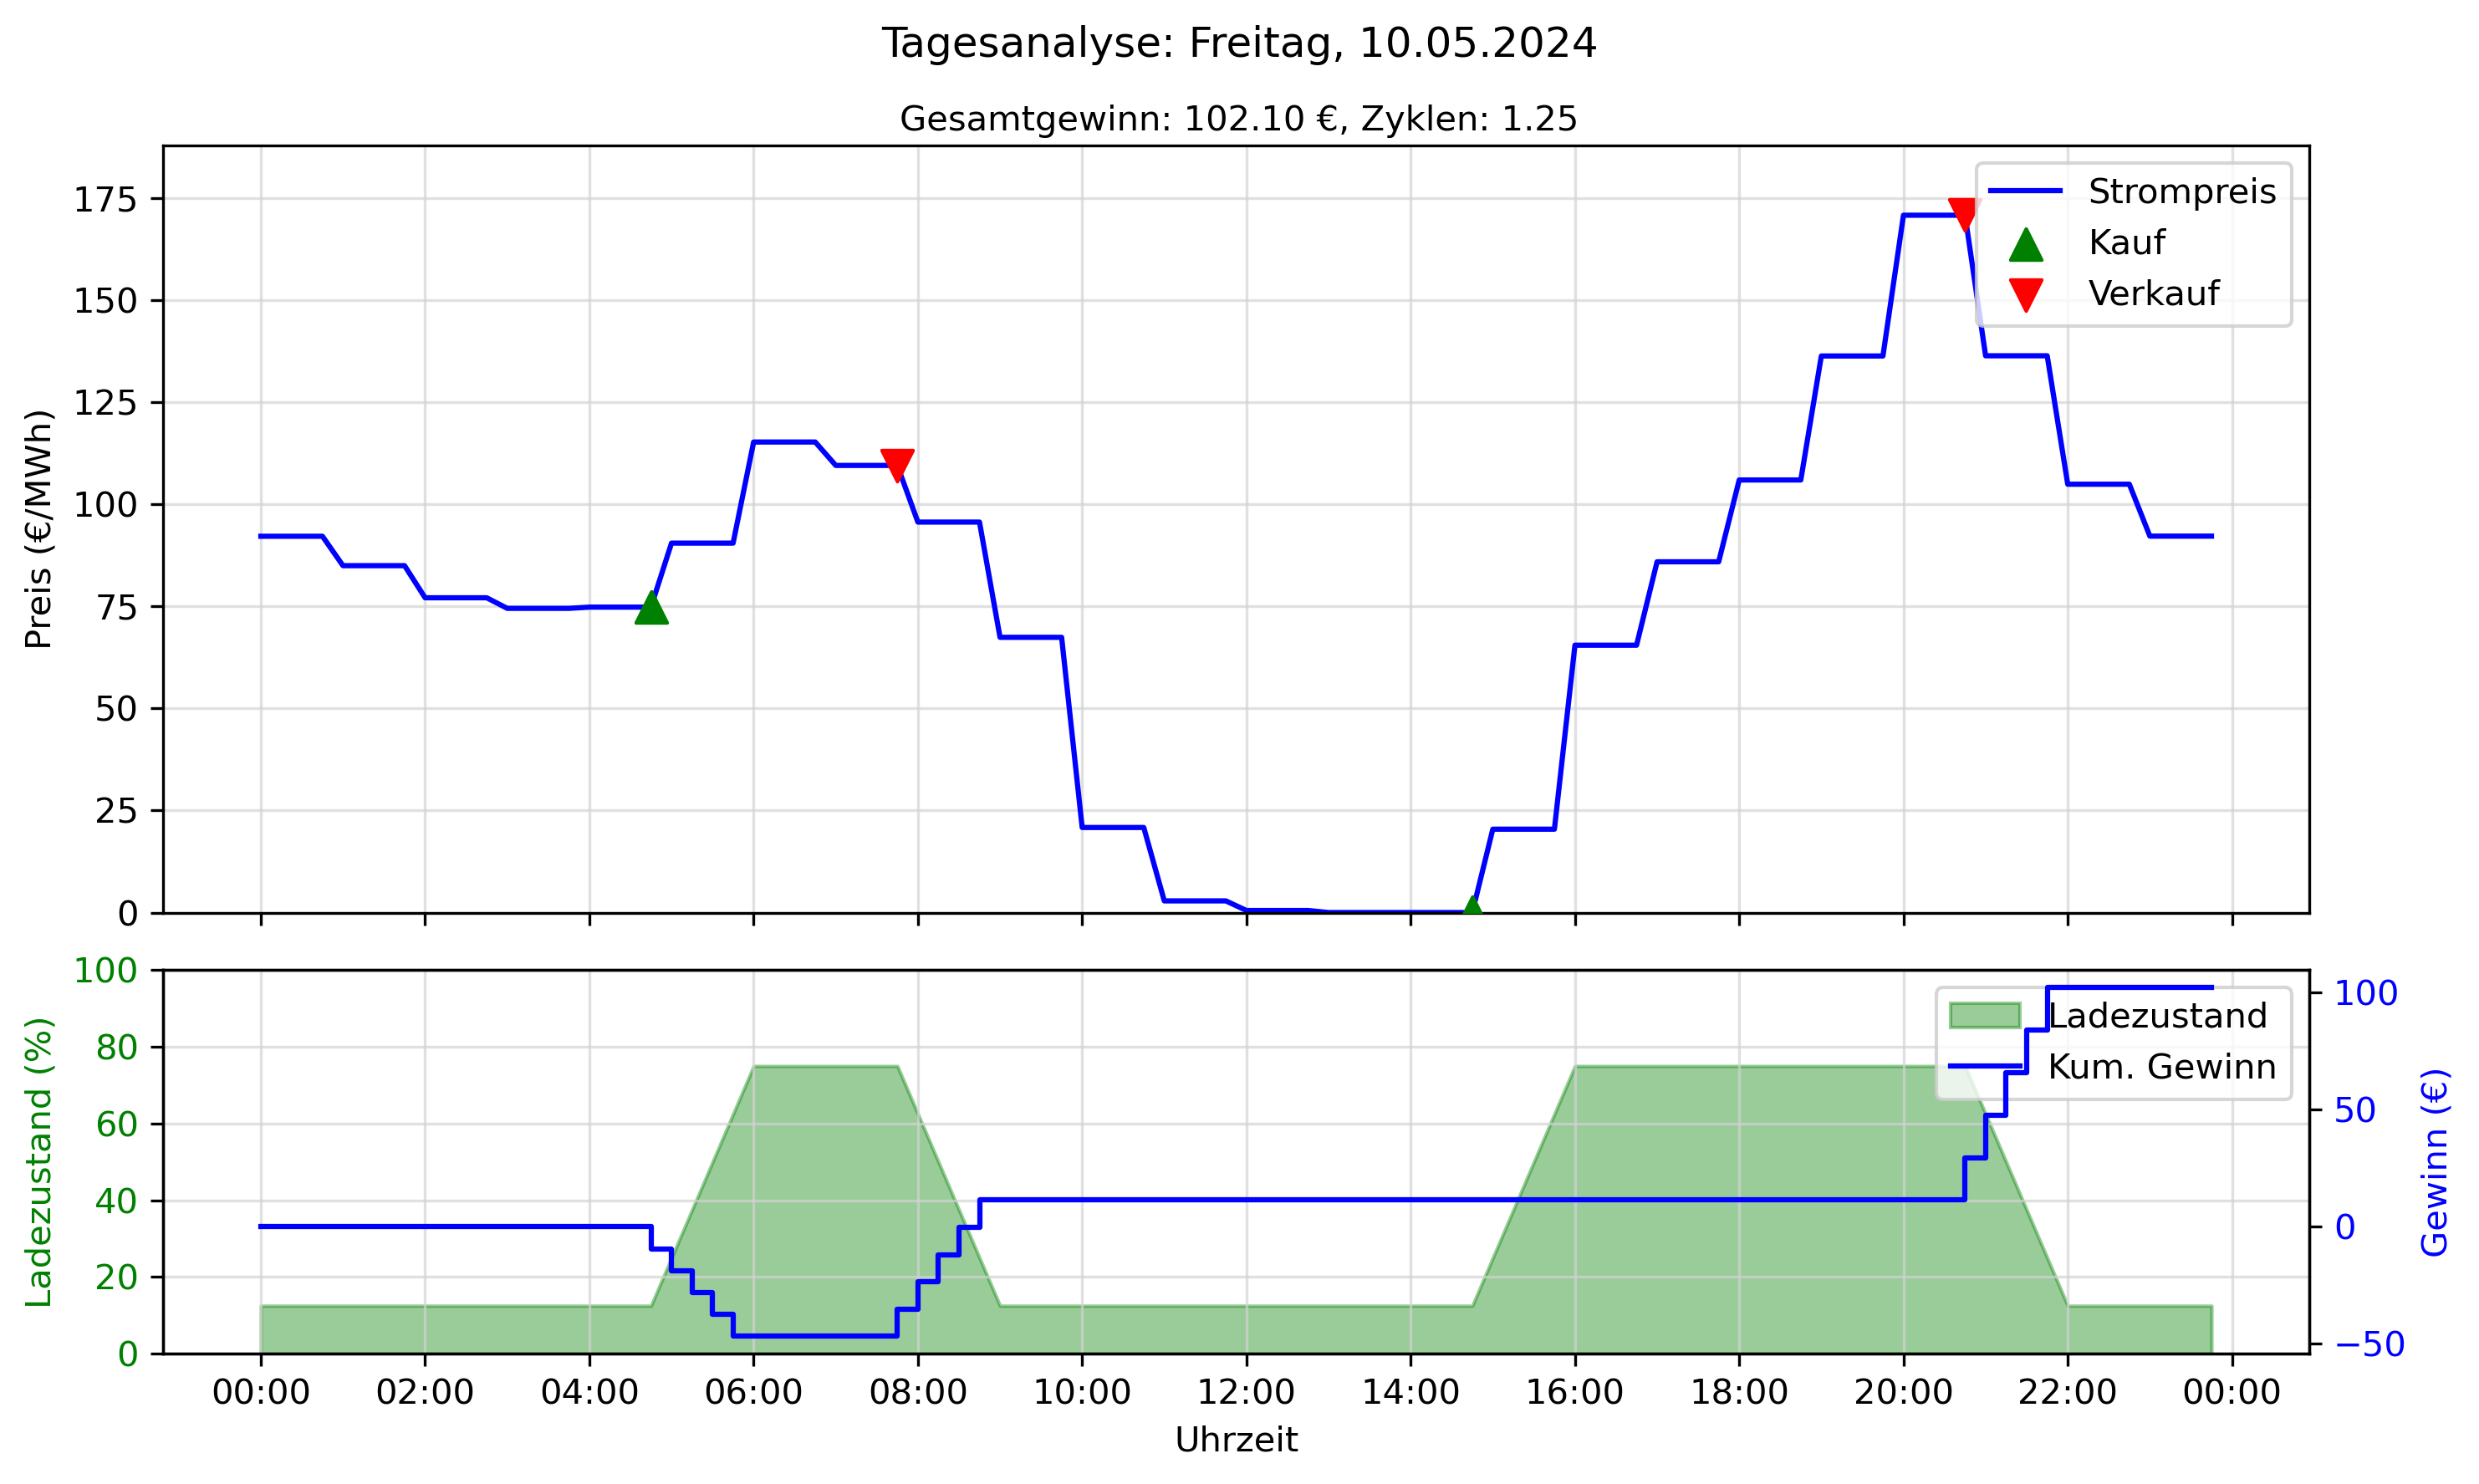 Tagesanalyse: Freitag, 10.05.2024
Gesamtgewinn: 102.10 €, Zyklen: 1.25
Preis (€/MWh)
175
150
125
100
75
50
25
0
Strompreis
Kauf
Verkauf
Ladezustand (%)
100
80
60
40
20
0
Ladezustand
Kum. Gewinn
100
50
0
−50
Gewinn (€)
00:00 02:00 04:00 06:00 08:00 10:00 12:00 14:00 16:00 18:00 20:00 22:00 00:00
Uhrzeit